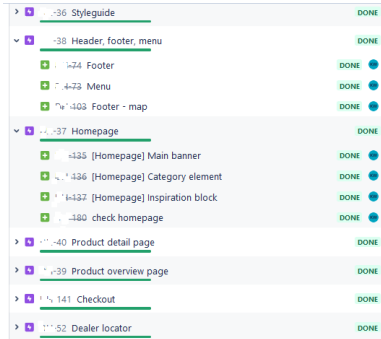 -36 Styleguide DONE
-38 Header, footer, menu DONE
-74 Footer DONE
-73 Menu DONE
-103 Footer - map DONE
-37 Homepage DONE
-135 [Homepage] Main banner DONE
136 [Homepage] Category element DONE
-137 [Homepage] Inspiration block DONE
-180 check homepage DONE
-40 Product detail page DONE
-39 Product overview page DONE
141 Checkout DONE
-52 Dealer locator DONE